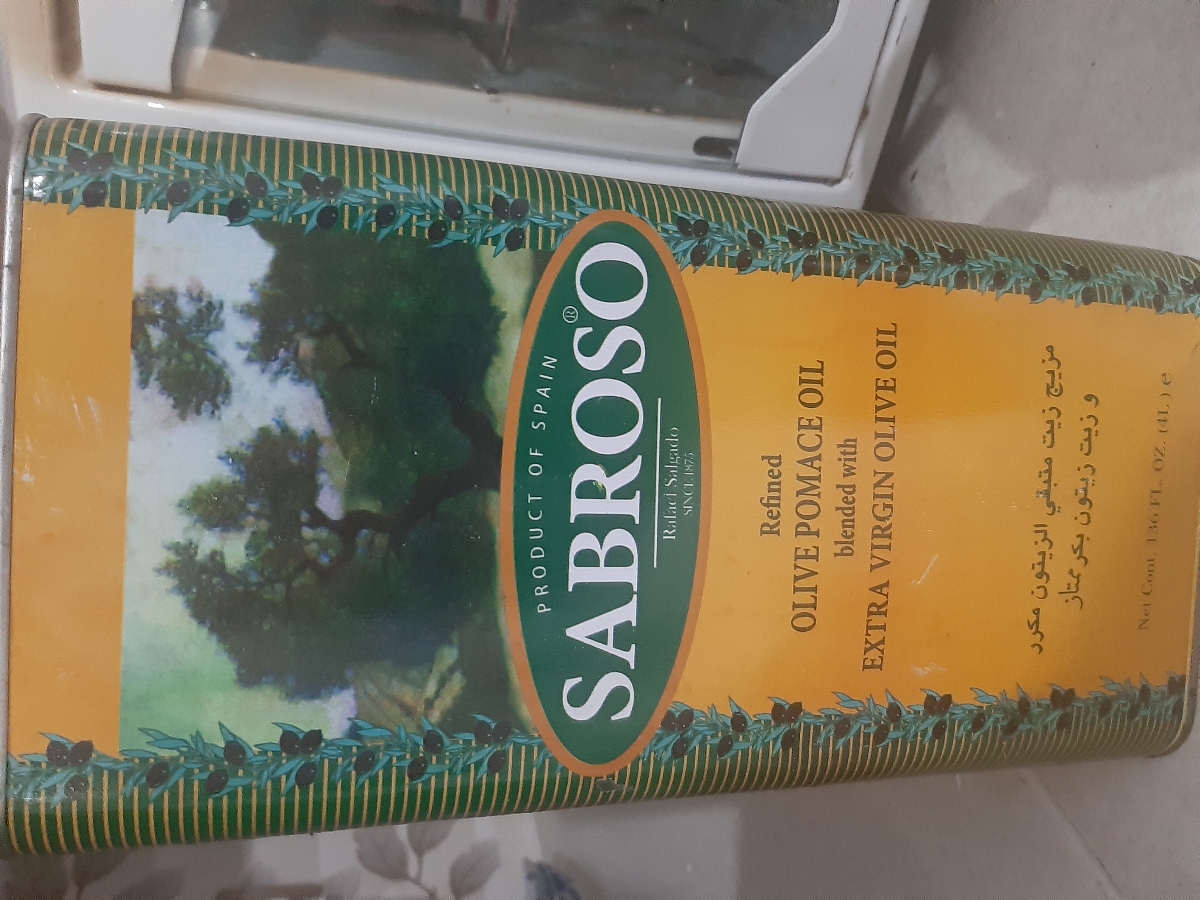 PRODUCT OF SPAIN
SABROSO®
Rafael Salgado
SINCE 1875
Refined
OLIVE POMACE OIL
blended with
EXTRA VIRGIN OLIVE OIL
مزيج زيت متبقي الزيتون مكرر
و زيت زيتون بكر ممتاز
Net Cont. 136 FL. OZ. (4L) e